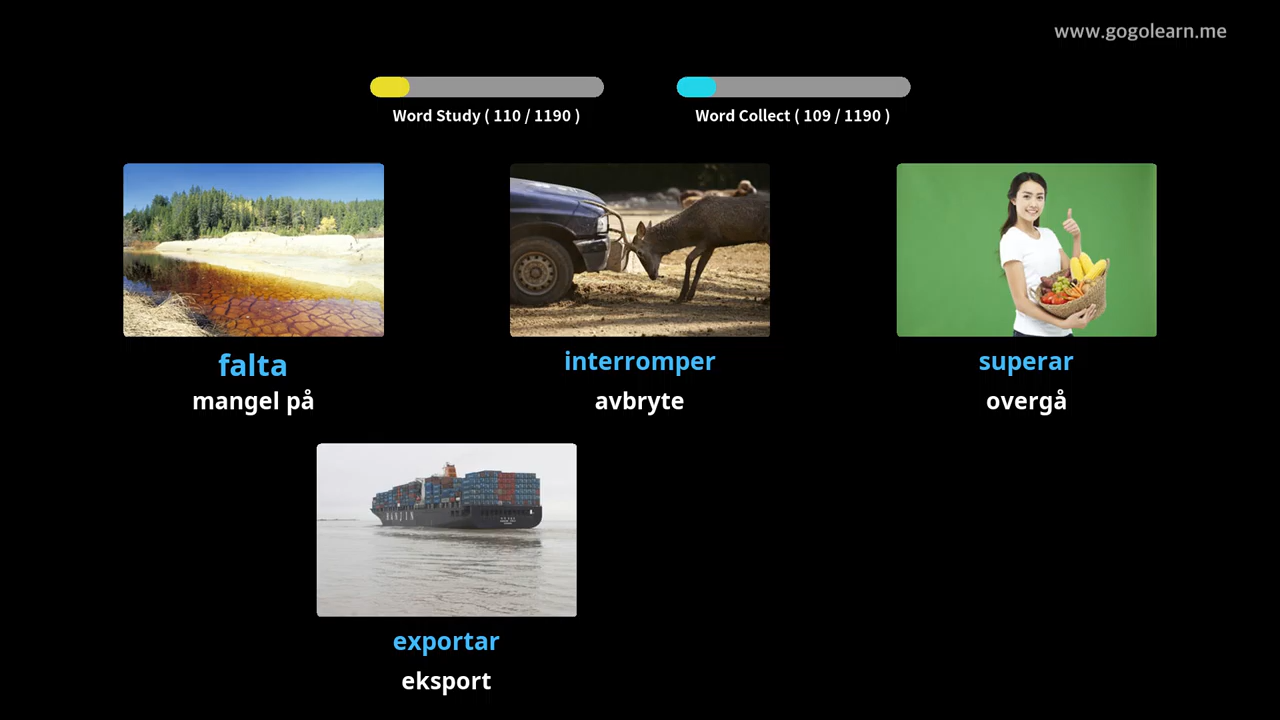 www.gogolearn.me
Word Study ( 110 / 1190 )
Word Collect ( 109 / 1190 )
falta
interromper
superar
mangel på
avbryte
overgå
HANJIN
exportar
eksport